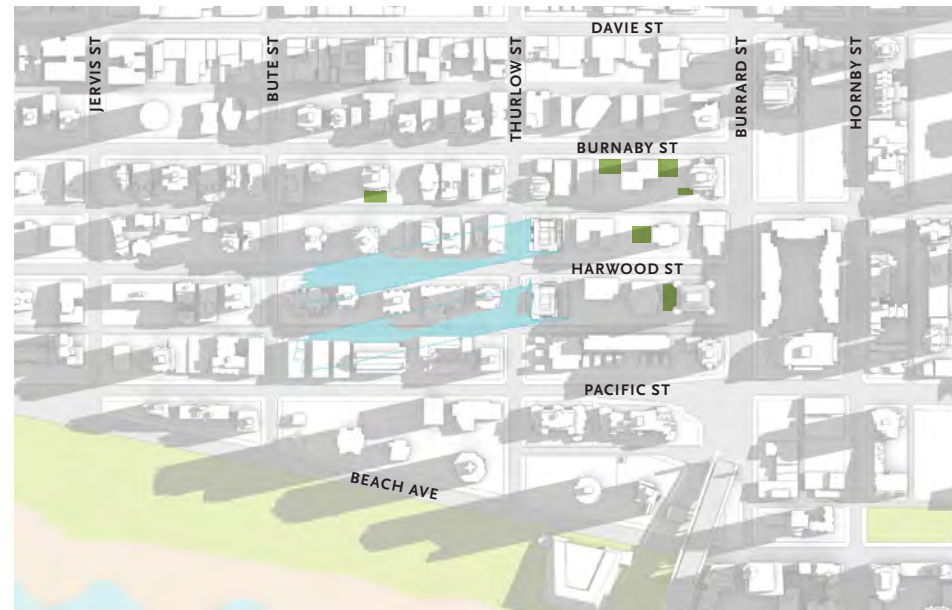 DAVIE ST
JERVIS ST
BUTE ST
THURLOW ST
BURRARD ST
HORNBY ST
BURNABY ST
HARWOOD ST
PACIFIC ST
BEACH AVE